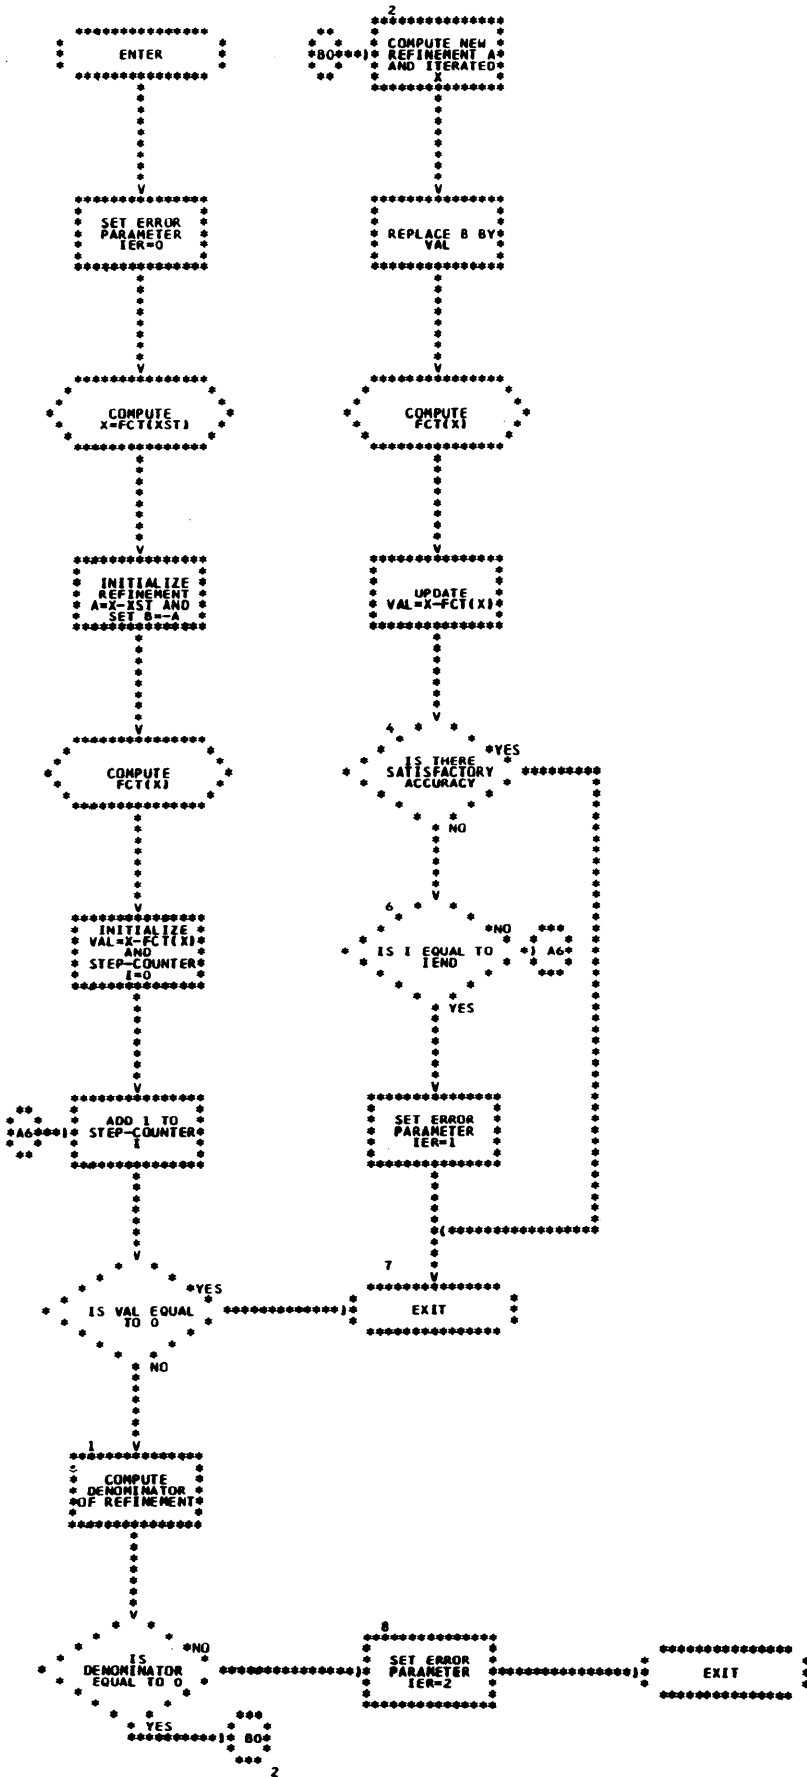 ENTER
SET ERROR
PARAMETER
IER=0
COMPUTE
X=FCT(XST)
INITIALIZE
REFINEMENT
A=X-XST AND
SET B=-A
COMPUTE
FCT(X)
INITIALIZE
VAL=X-FCT(X)
AND
STEP-COUNTER
I=0
A6
ADD 1 TO
STEP-COUNTER
I
IS VAL EQUAL
TO 0
YES
NO
1
COMPUTE
DENOMINATOR
OF REFINEMENT
IS
DENOMINATOR
EQUAL TO 0
NO
YES
B0
2
2
B0
COMPUTE NEW
REFINEMENT A
AND ITERATED
X
REPLACE B BY
VAL
COMPUTE
FCT(X)
UPDATE
VAL=X-FCT(X)
4
IS THERE
SATISFACTORY
ACCURACY
YES
NO
6
IS I EQUAL TO
IEND
NO
A6
YES
SET ERROR
PARAMETER
IER=1
7
EXIT
8
SET ERROR
PARAMETER
IER=2
EXIT